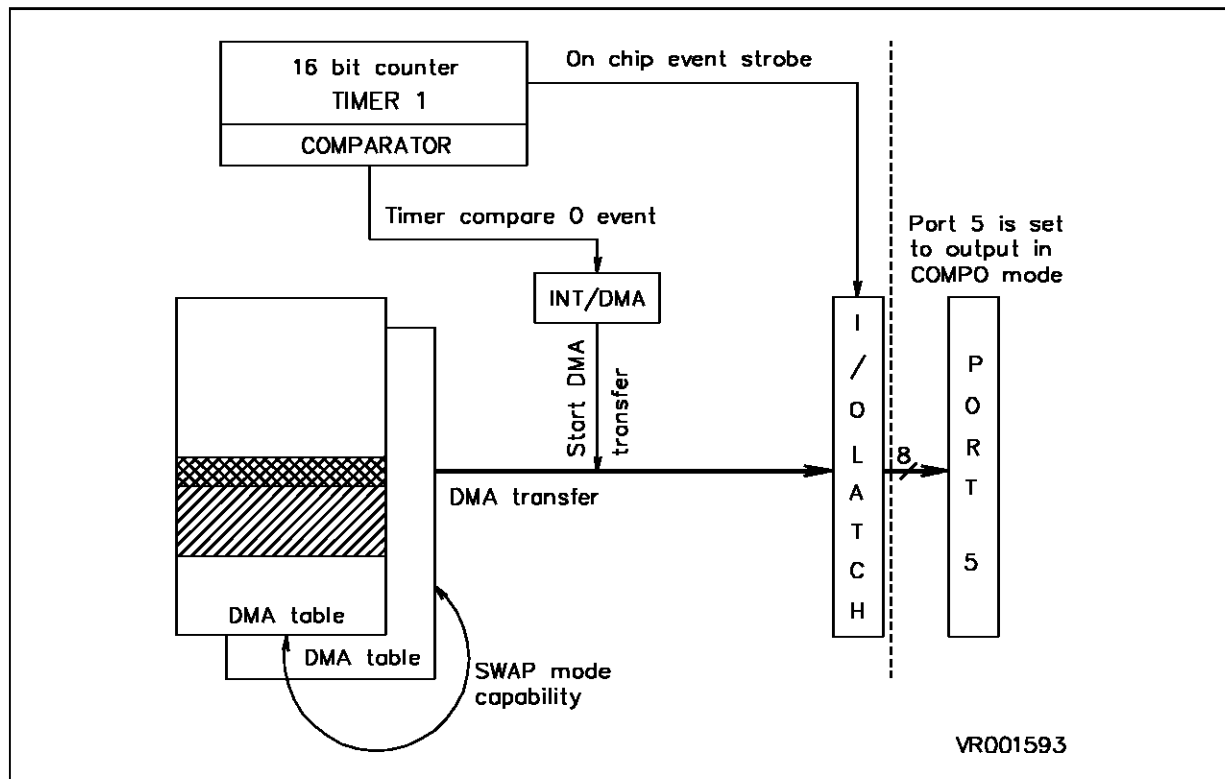 16 bit counter
TIMER 1
COMPARATOR
On chip event strobe
Timer compare 0 event
INT/DMA
Start DMA
transfer
Port 5 is set
to output in
COMPO mode
I/O LATCH
8
PORT 5
DMA transfer
DMA table
DMA table
SWAP mode
capability
VR001593